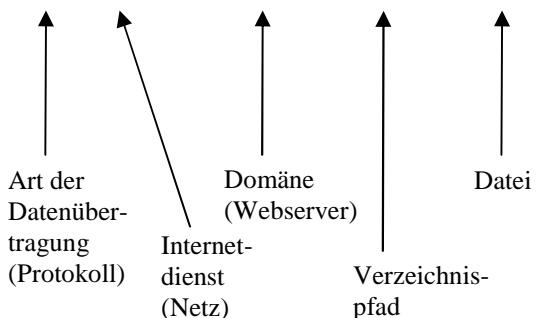 Art der
Datenüber-
tragung
(Protokoll)
Internet-
dienst
(Netz)
Domäne
(Webserver)
Verzeichnis-
pfad
Datei